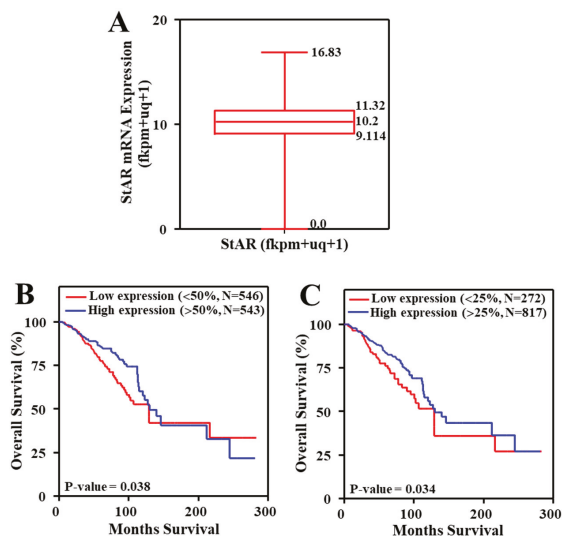 A
StAR mRNA Expression
(fkpm+uq+1)
20
10
0
16.83
11.32
10.2
9.114
0.0
StAR (fkpm+uq+1)
B
Low expression (<50%, N=546)
High expression (>50%, N=543)
Overall Survival (%)
100
75
50
25
0
P-value = 0.038
0
100
200
300
Months Survival
C
Low expression (<25%, N=272)
High expression (>25%, N=817)
Overall Survival (%)
100
75
50
25
0
P-value = 0.034
0
100
200
300
Months Survival